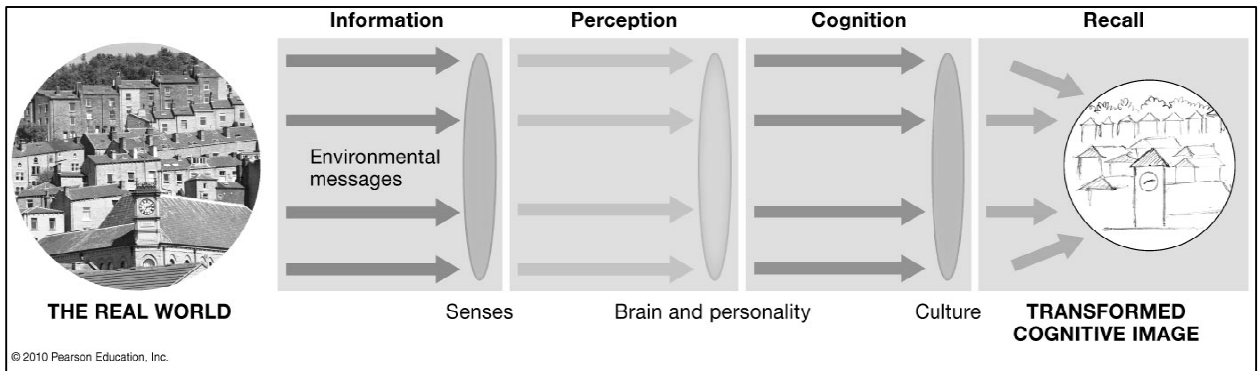 Information
Perception
Cognition
Recall
Environmental
messages
THE REAL WORLD
Senses
Brain and personality
Culture
TRANSFORMED
COGNITIVE IMAGE
© 2010 Pearson Education, Inc.